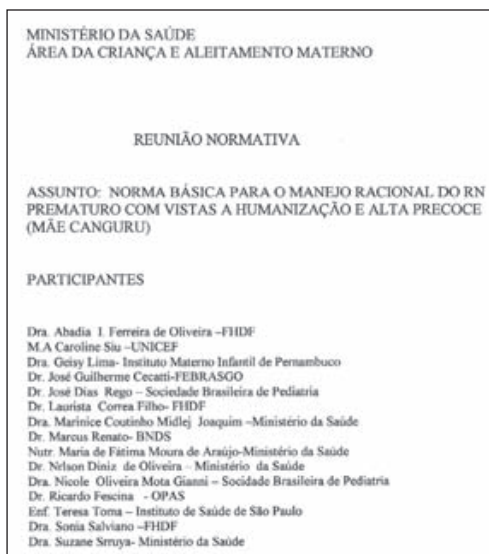 MINISTÉRIO DA SAÚDE
ÁREA DA CRIANÇA E ALEITAMENTO MATERNO
REUNIÃO NORMATIVA
ASSUNTO: NORMA BÁSICA PARA O MANEJO RACIONAL DO RN
PREMATURO COM VISTAS A HUMANIZAÇÃO E ALTA PRECOCE
(MÃE CANGURU)
PARTICIPANTES
Dra. Abadia I. Ferreira de Oliveira –FHDF
M.A Caroline Siu –UNICEF
Dra. Geisy Lima- Instituto Materno Infantil de Pernambuco
Dr. José Guilherme Cecatti-FEBRASGO
Dr. José Dias Rego – Sociedade Brasileira de Pediatria
Dr. Laurista Correa Filho- FHDF
Dra. Marinice Coutinho Midlej Joaquim –Ministério da Saúde
Dr. Marcus Renato- BNDS
Nutr. Maria de Fátima Moura de Araújo-Ministério da Saúde
Dr. Nelson Diniz de Oliveira – Ministério da Saúde
Dra. Nicole Oliveira Mota Gianni – Socidade Brasileira de Pediatria
Dr. Ricardo Fescina - OPAS
Enf. Teresa Toma – Instituto de Saúde de São Paulo
Dra. Sonia Salviano –FHDF
Dra. Suzane Srruya- Ministério da Saúde